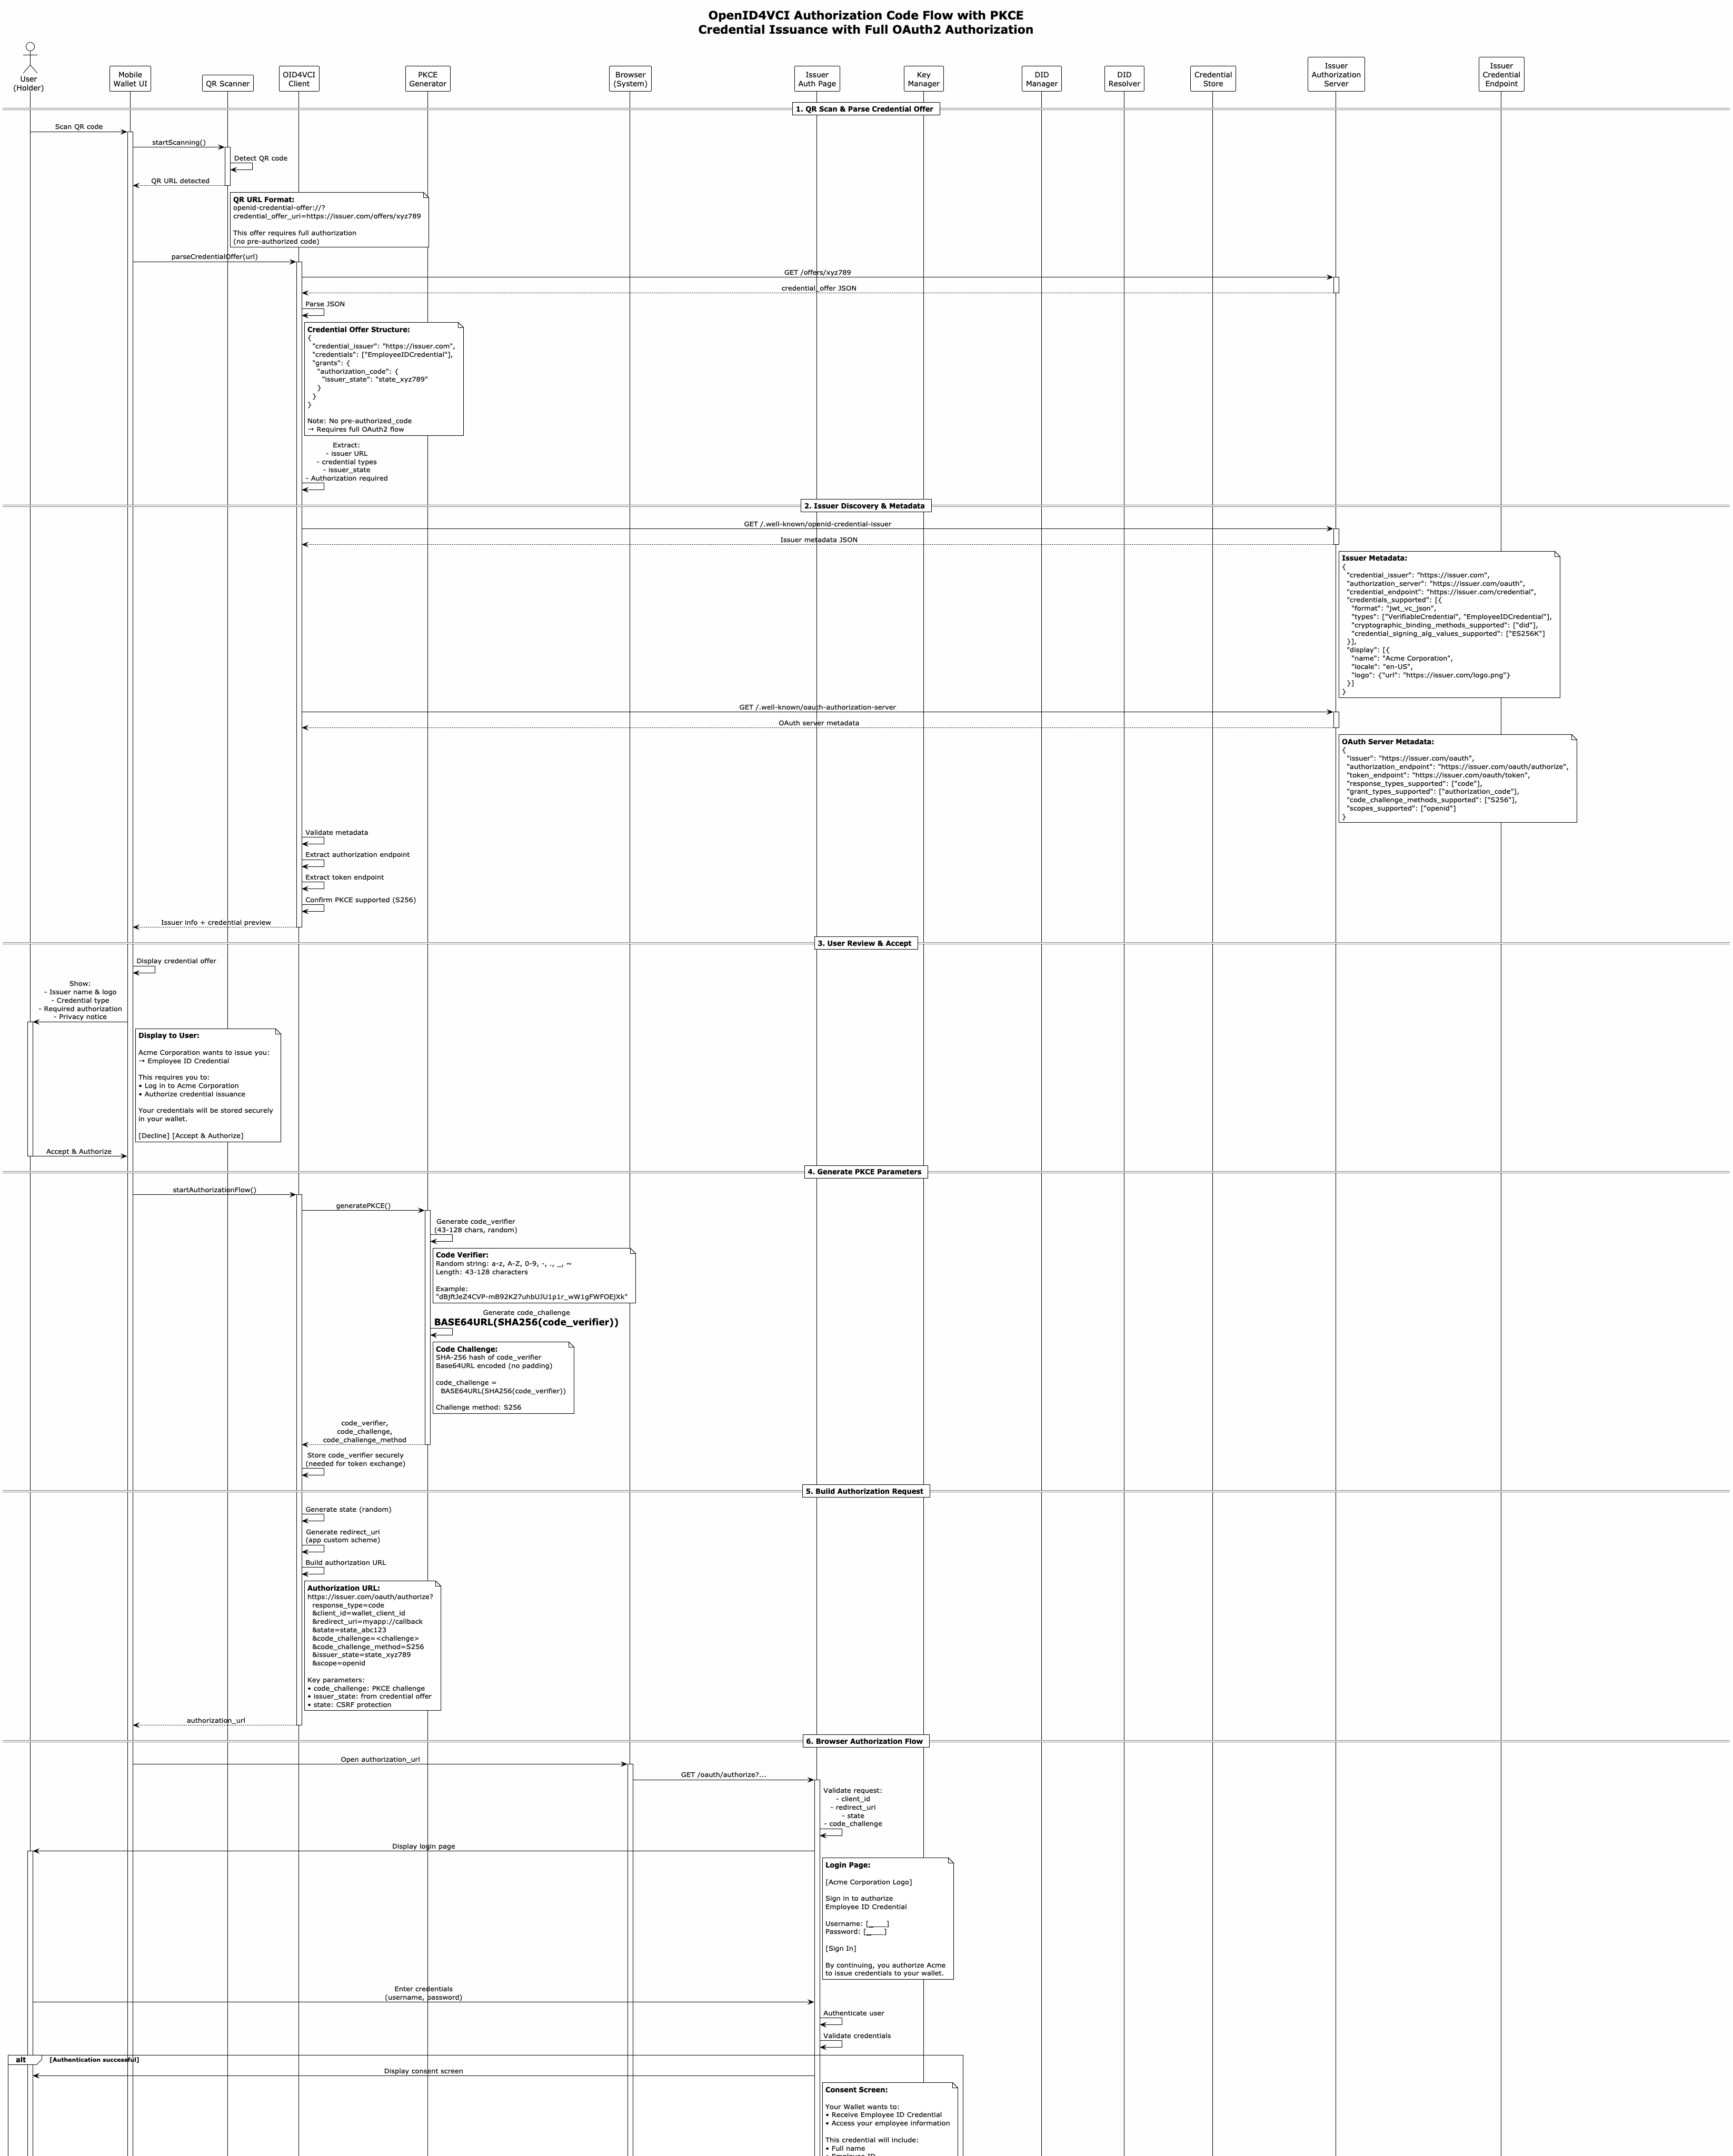 OpenID4VCI Authorization Code Flow with PKCE
Credential Issuance with Full OAuth2 Authorization
User
(Holder)
Mobile
Wallet UI
QR Scanner
OID4VCI
Client
PKCE
Generator
Browser
(System)
Issuer
Auth Page
Key
Manager
DID
Manager
DID
Resolver
Credential
Store
Issuer
Authorization
Server
Issuer
Credential
Endpoint
1. QR Scan & Parse Credential Offer
Scan QR code
startScanning()
Detect QR code
QR URL detected
QR URL Format:
openid-credential-offer://?
credential_offer_uri=https://issuer.com/offers/xyz789
This offer requires full authorization
(no pre-authorized code)
parseCredentialOffer(url)
GET /offers/xyz789
credential_offer JSON
Parse JSON
Credential Offer Structure:
{
"credential_issuer": "https://issuer.com",
"credentials": ["EmployeeIDCredential"],
"grants": {
"authorization_code": {
"issuer_state": "state_xyz789"
}
}
}
Note: No pre-authorized_code
→ Requires full OAuth2 flow
Extract:
- issuer URL
- credential types
- issuer_state
- Authorization required
2. Issuer Discovery & Metadata
GET /.well-known/openid-credential-issuer
Issuer metadata JSON
Issuer Metadata:
{
"credential_issuer": "https://issuer.com",
"authorization_server": "https://issuer.com/oauth",
"credential_endpoint": "https://issuer.com/credential",
"credentials_supported": [{
"format": "jwt_vc_json",
"types": ["VerifiableCredential", "EmployeeIDCredential"],
"cryptographic_binding_methods_supported": ["did"],
"credential_signing_alg_values_supported": ["ES256K"]
}],
"display": [{
"name": "Acme Corporation",
"locale": "en-US",
"logo": {"url": "https://issuer.com/logo.png"}
}]
}
GET /.well-known/oauth-authorization-server
OAuth server metadata
OAuth Server Metadata:
{
"issuer": "https://issuer.com/oauth",
"authorization_endpoint": "https://issuer.com/oauth/authorize",
"token_endpoint": "https://issuer.com/oauth/token",
"response_types_supported": ["code"],
"grant_types_supported": ["authorization_code"],
"code_challenge_methods_supported": ["S256"],
"scopes_supported": ["openid"]
}
Validate metadata
Extract authorization endpoint
Extract token endpoint
Confirm PKCE supported (S256)
Issuer info + credential preview
3. User Review & Accept
Display credential offer
Show:
- Issuer name & logo
- Credential type
- Required authorization
- Privacy notice
Display to User:
Acme Corporation wants to issue you:
→ Employee ID Credential
This requires you to:
• Log in to Acme Corporation
• Authorize credential issuance
Your credentials will be stored securely
in your wallet.
[Decline] [Accept & Authorize]
Accept & Authorize
4. Generate PKCE Parameters
startAuthorizationFlow()
generatePKCE()
Generate code_verifier
(43-128 chars, random)
Code Verifier:
Random string: a-z, A-Z, 0-9, -, ., _, ~
Length: 43-128 characters
Example:
"dBjftJeZ4CVP-mB92K27uhbUJU1p1r_wW1gFWFOEjXk"
Generate code_challenge
BASE64URL(SHA256(code_verifier))
Code Challenge:
SHA-256 hash of code_verifier
Base64URL encoded (no padding)
code_challenge =
BASE64URL(SHA256(code_verifier))
Challenge method: S256
code_verifier,
code_challenge,
code_challenge_method
Store code_verifier securely
(needed for token exchange)
5. Build Authorization Request
Generate state (random)
Generate redirect_uri
(app custom scheme)
Build authorization URL
Authorization URL:
https://issuer.com/oauth/authorize?
response_type=code
&client_id=wallet_client_id
&redirect_uri=myapp://callback
&state=state_abc123
&code_challenge=<challenge>
&code_challenge_method=S256
&issuer_state=state_xyz789
&scope=openid
Key parameters:
• code_challenge: PKCE challenge
• issuer_state: from credential offer
• state: CSRF protection
authorization_url
6. Browser Authorization Flow
Open authorization_url
GET /oauth/authorize?...
Validate request:
- client_id
- redirect_uri
- state
- code_challenge
Display login page
Login Page:
[Acme Corporation Logo]
Sign in to authorize
Employee ID Credential
Username: [____]
Password: [____]
[Sign In]
By continuing, you authorize Acme
to issue credentials to your wallet.
Enter credentials
(username, password)
Authenticate user
Validate credentials
alt [Authentication successful]
Display consent screen
Consent Screen:
Your Wallet wants to:
• Receive Employee ID Credential
• Access your employee information
This credential will include:
• Full name